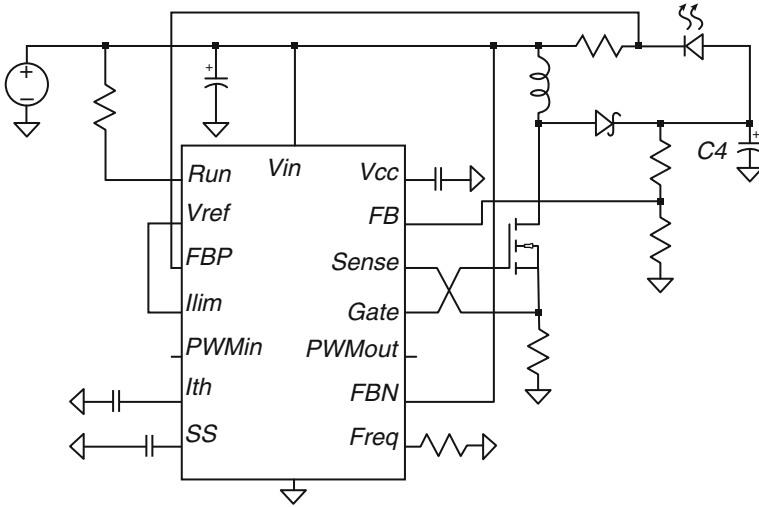 C4
Vin
Run
Vcc
Vref
FB
FBP
Sense
Ilim
Gate
PWMin
PWMout
Ith
FBN
SS
Freq